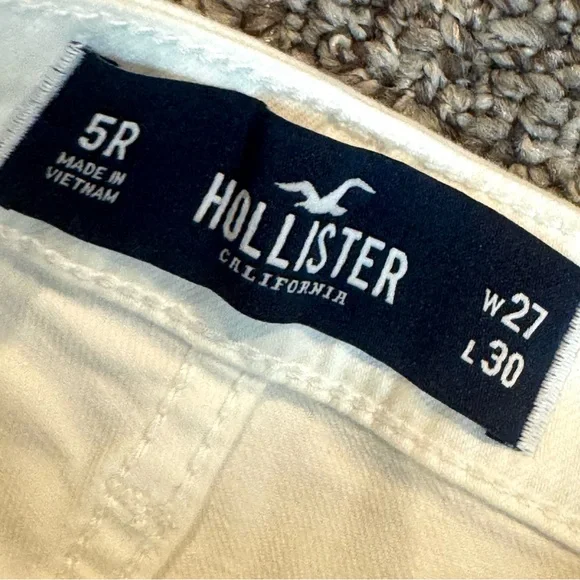 5R
MADE IN
VIETNAM
HOLLISTER
CALIFORNIA
W27
L30